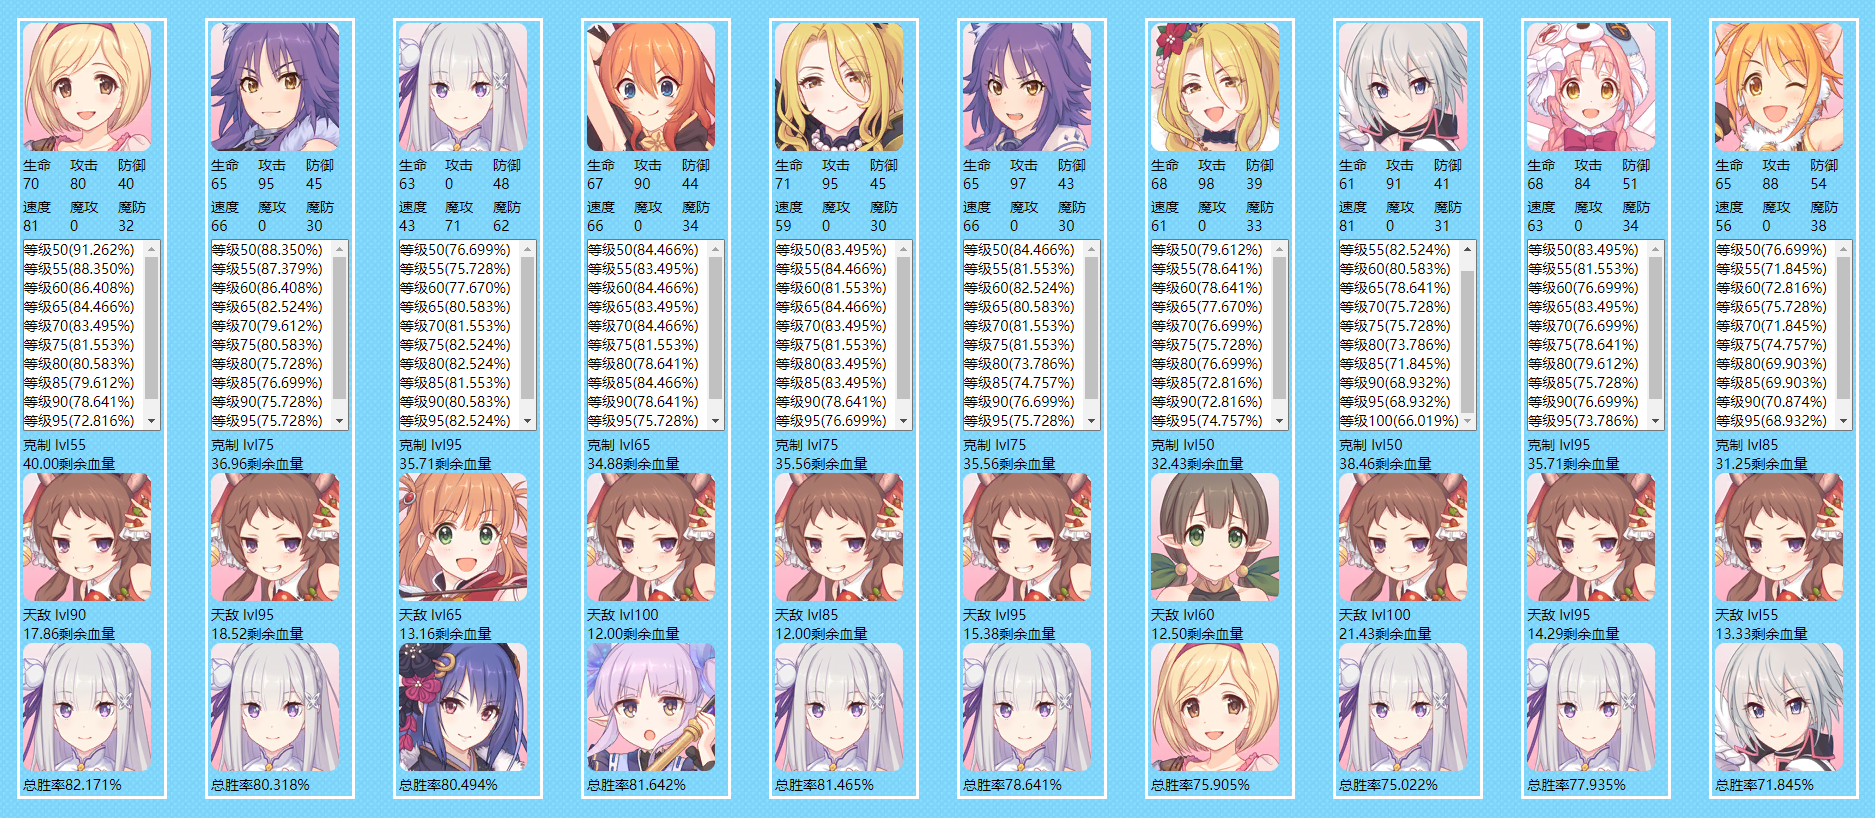 生命 攻击 防御
70 80 40
速度 魔攻 魔防
81 0 32
等级50(91.262%)
等级55(88.350%)
等级60(86.408%)
等级65(84.466%)
等级70(83.495%)
等级75(81.553%)
等级80(80.583%)
等级85(79.612%)
等级90(78.641%)
等级95(72.816%)
克制 lvl55
40.00剩余血量
天敌 lvl90
17.86剩余血量
总胜率82.171%
生命 攻击 防御
65 95 45
速度 魔攻 魔防
66 0 30
等级50(88.350%)
等级55(87.379%)
等级60(86.408%)
等级65(82.524%)
等级70(79.612%)
等级75(80.583%)
等级80(75.728%)
等级85(76.699%)
等级90(75.728%)
等级95(75.728%)
克制 lvl75
36.96剩余血量
天敌 lvl95
18.52剩余血量
总胜率80.318%
生命 攻击 防御
63 0 48
速度 魔攻 魔防
43 71 62
等级50(76.699%)
等级55(75.728%)
等级60(77.670%)
等级65(80.583%)
等级70(81.553%)
等级75(82.524%)
等级80(82.524%)
等级85(81.553%)
等级90(80.583%)
等级95(82.524%)
克制 lvl95
35.71剩余血量
天敌 lvl65
13.16剩余血量
总胜率80.494%
生命 攻击 防御
67 90 44
速度 魔攻 魔防
66 0 34
等级50(84.466%)
等级55(83.495%)
等级60(84.466%)
等级65(83.495%)
等级70(84.466%)
等级75(81.553%)
等级80(78.641%)
等级85(84.466%)
等级90(78.641%)
等级95(75.728%)
克制 lvl65
34.88剩余血量
天敌 lvl100
12.00剩余血量
总胜率81.642%
生命 攻击 防御
71 95 45
速度 魔攻 魔防
59 0 30
等级50(83.495%)
等级55(84.466%)
等级60(81.553%)
等级65(84.466%)
等级70(83.495%)
等级75(81.553%)
等级80(83.495%)
等级85(83.495%)
等级90(78.641%)
等级95(76.699%)
克制 lvl75
35.56剩余血量
天敌 lvl85
12.00剩余血量
总胜率81.465%
生命 攻击 防御
65 97 43
速度 魔攻 魔防
66 0 30
等级50(84.466%)
等级55(81.553%)
等级60(82.524%)
等级65(80.583%)
等级70(81.553%)
等级75(81.553%)
等级80(73.786%)
等级85(74.757%)
等级90(76.699%)
等级95(75.728%)
克制 lvl75
35.56剩余血量
天敌 lvl95
15.38剩余血量
总胜率78.641%
生命 攻击 防御
68 98 39
速度 魔攻 魔防
61 0 33
等级50(79.612%)
等级55(78.641%)
等级60(78.641%)
等级65(77.670%)
等级70(76.699%)
等级75(75.728%)
等级80(76.699%)
等级85(72.816%)
等级90(72.816%)
等级95(74.757%)
克制 lvl50
32.43剩余血量
天敌 lvl60
12.50剩余血量
总胜率75.905%
生命 攻击 防御
61 91 41
速度 魔攻 魔防
81 0 31
等级55(82.524%)
等级60(80.583%)
等级65(78.641%)
等级70(75.728%)
等级75(75.728%)
等级80(73.786%)
等级85(71.845%)
等级90(68.932%)
等级95(68.932%)
等级100(66.019%)
克制 lvl50
38.46剩余血量
天敌 lvl100
21.43剩余血量
总胜率75.022%
生命 攻击 防御
68 84 51
速度 魔攻 魔防
63 0 34
等级50(83.495%)
等级55(81.553%)
等级60(76.699%)
等级65(83.495%)
等级70(76.699%)
等级75(78.641%)
等级80(79.612%)
等级85(75.728%)
等级90(76.699%)
等级95(73.786%)
克制 lvl95
35.71剩余血量
天敌 lvl95
14.29剩余血量
总胜率77.935%
生命 攻击 防御
65 88 54
速度 魔攻 魔防
56 0 38
等级50(76.699%)
等级55(71.845%)
等级60(72.816%)
等级65(75.728%)
等级70(71.845%)
等级75(74.757%)
等级80(69.903%)
等级85(69.903%)
等级90(70.874%)
等级95(68.932%)
克制 lvl85
31.25剩余血量
天敌 lvl55
13.33剩余血量
总胜率71.845%